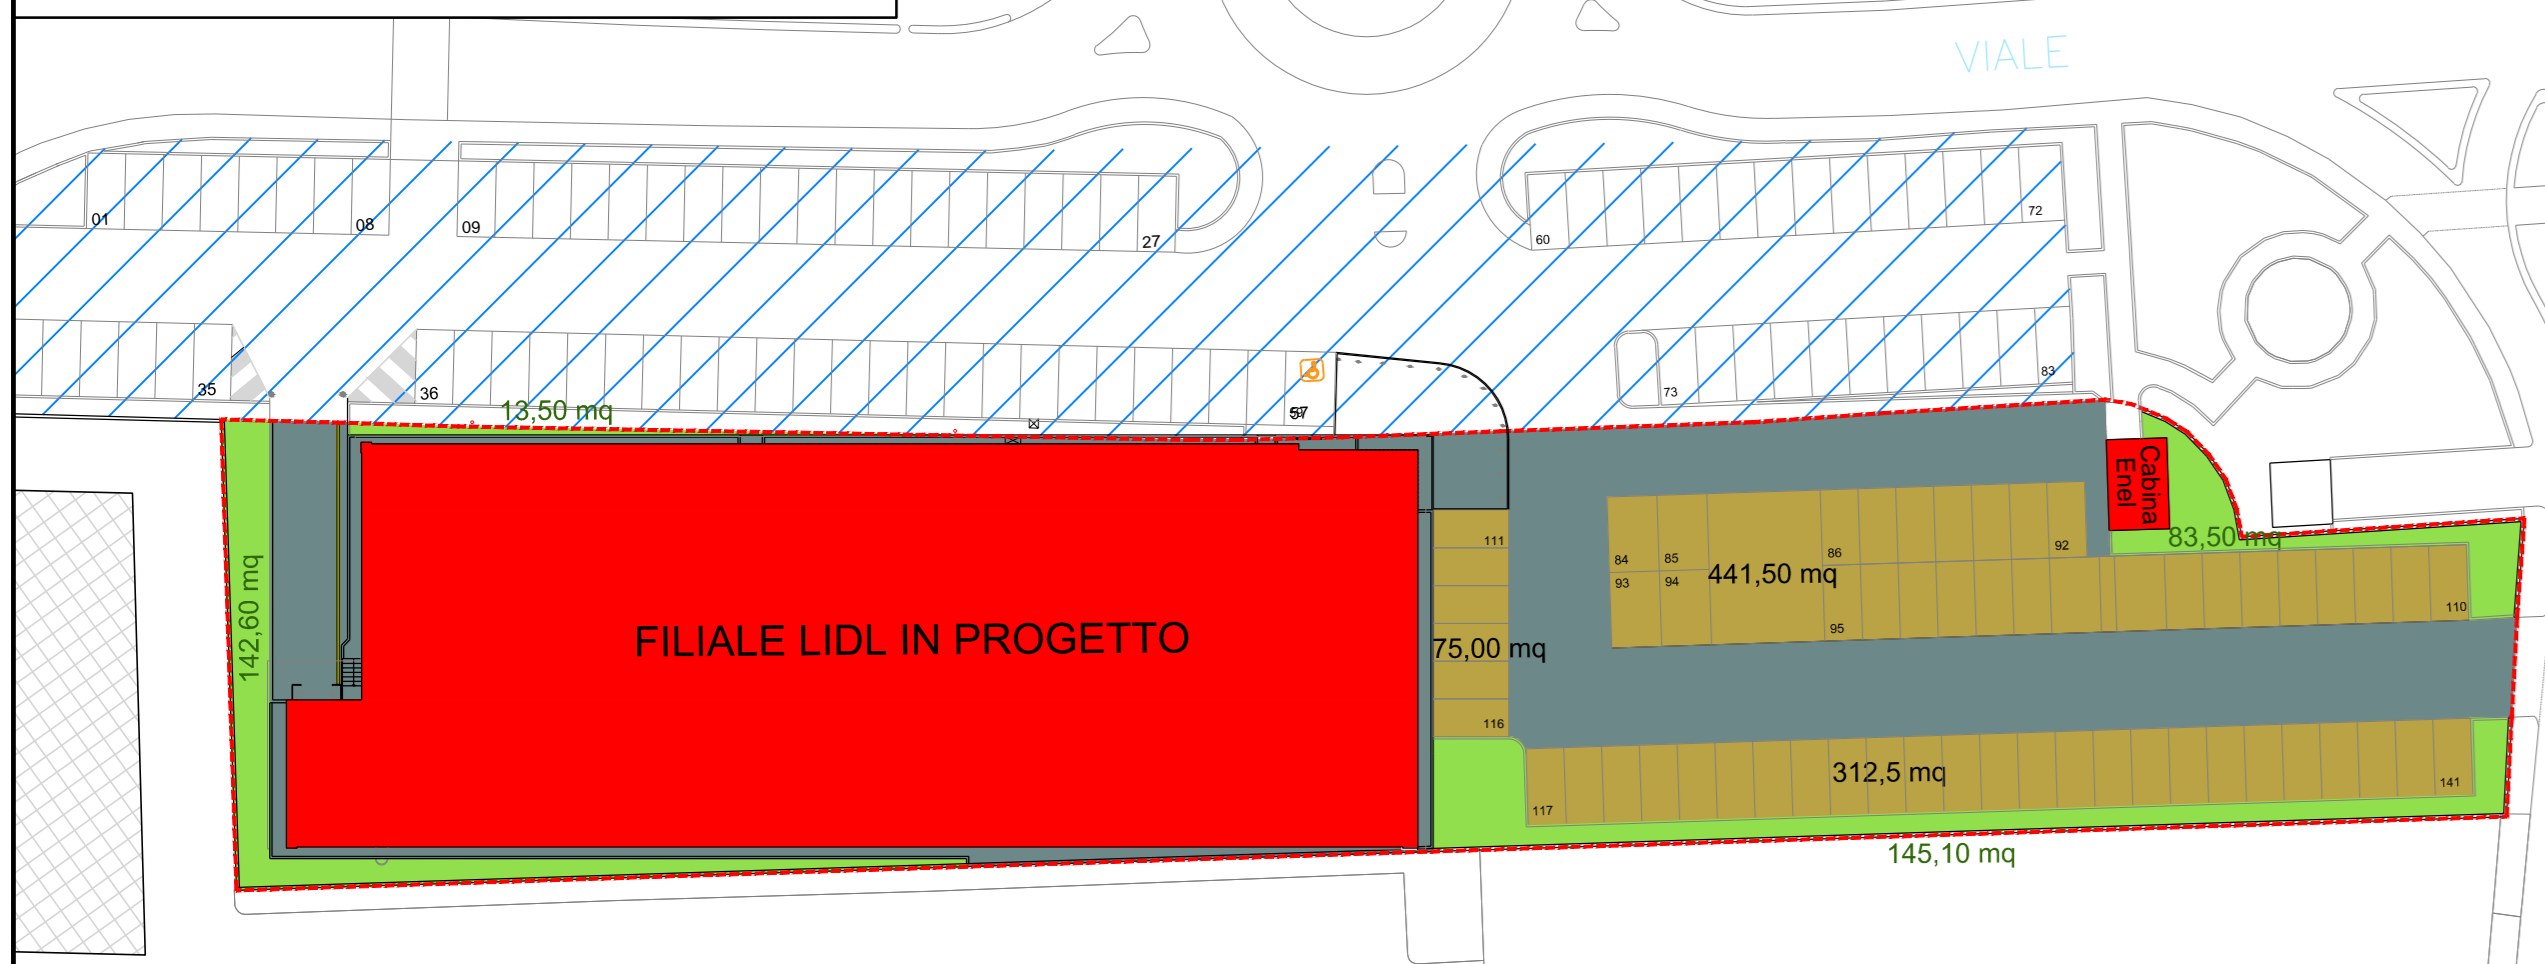 VIALE
01
08
09
27
60
72
35
36
13,50 mq
57
73
83
Cabina
Enel
111
84
85
86
92
83,50 mq
93
94
441,50 mq
142,60 mq
FILIALE LIDL IN PROGETTO
75,00 mq
95
110
116
312,5 mq
117
141
145,10 mq